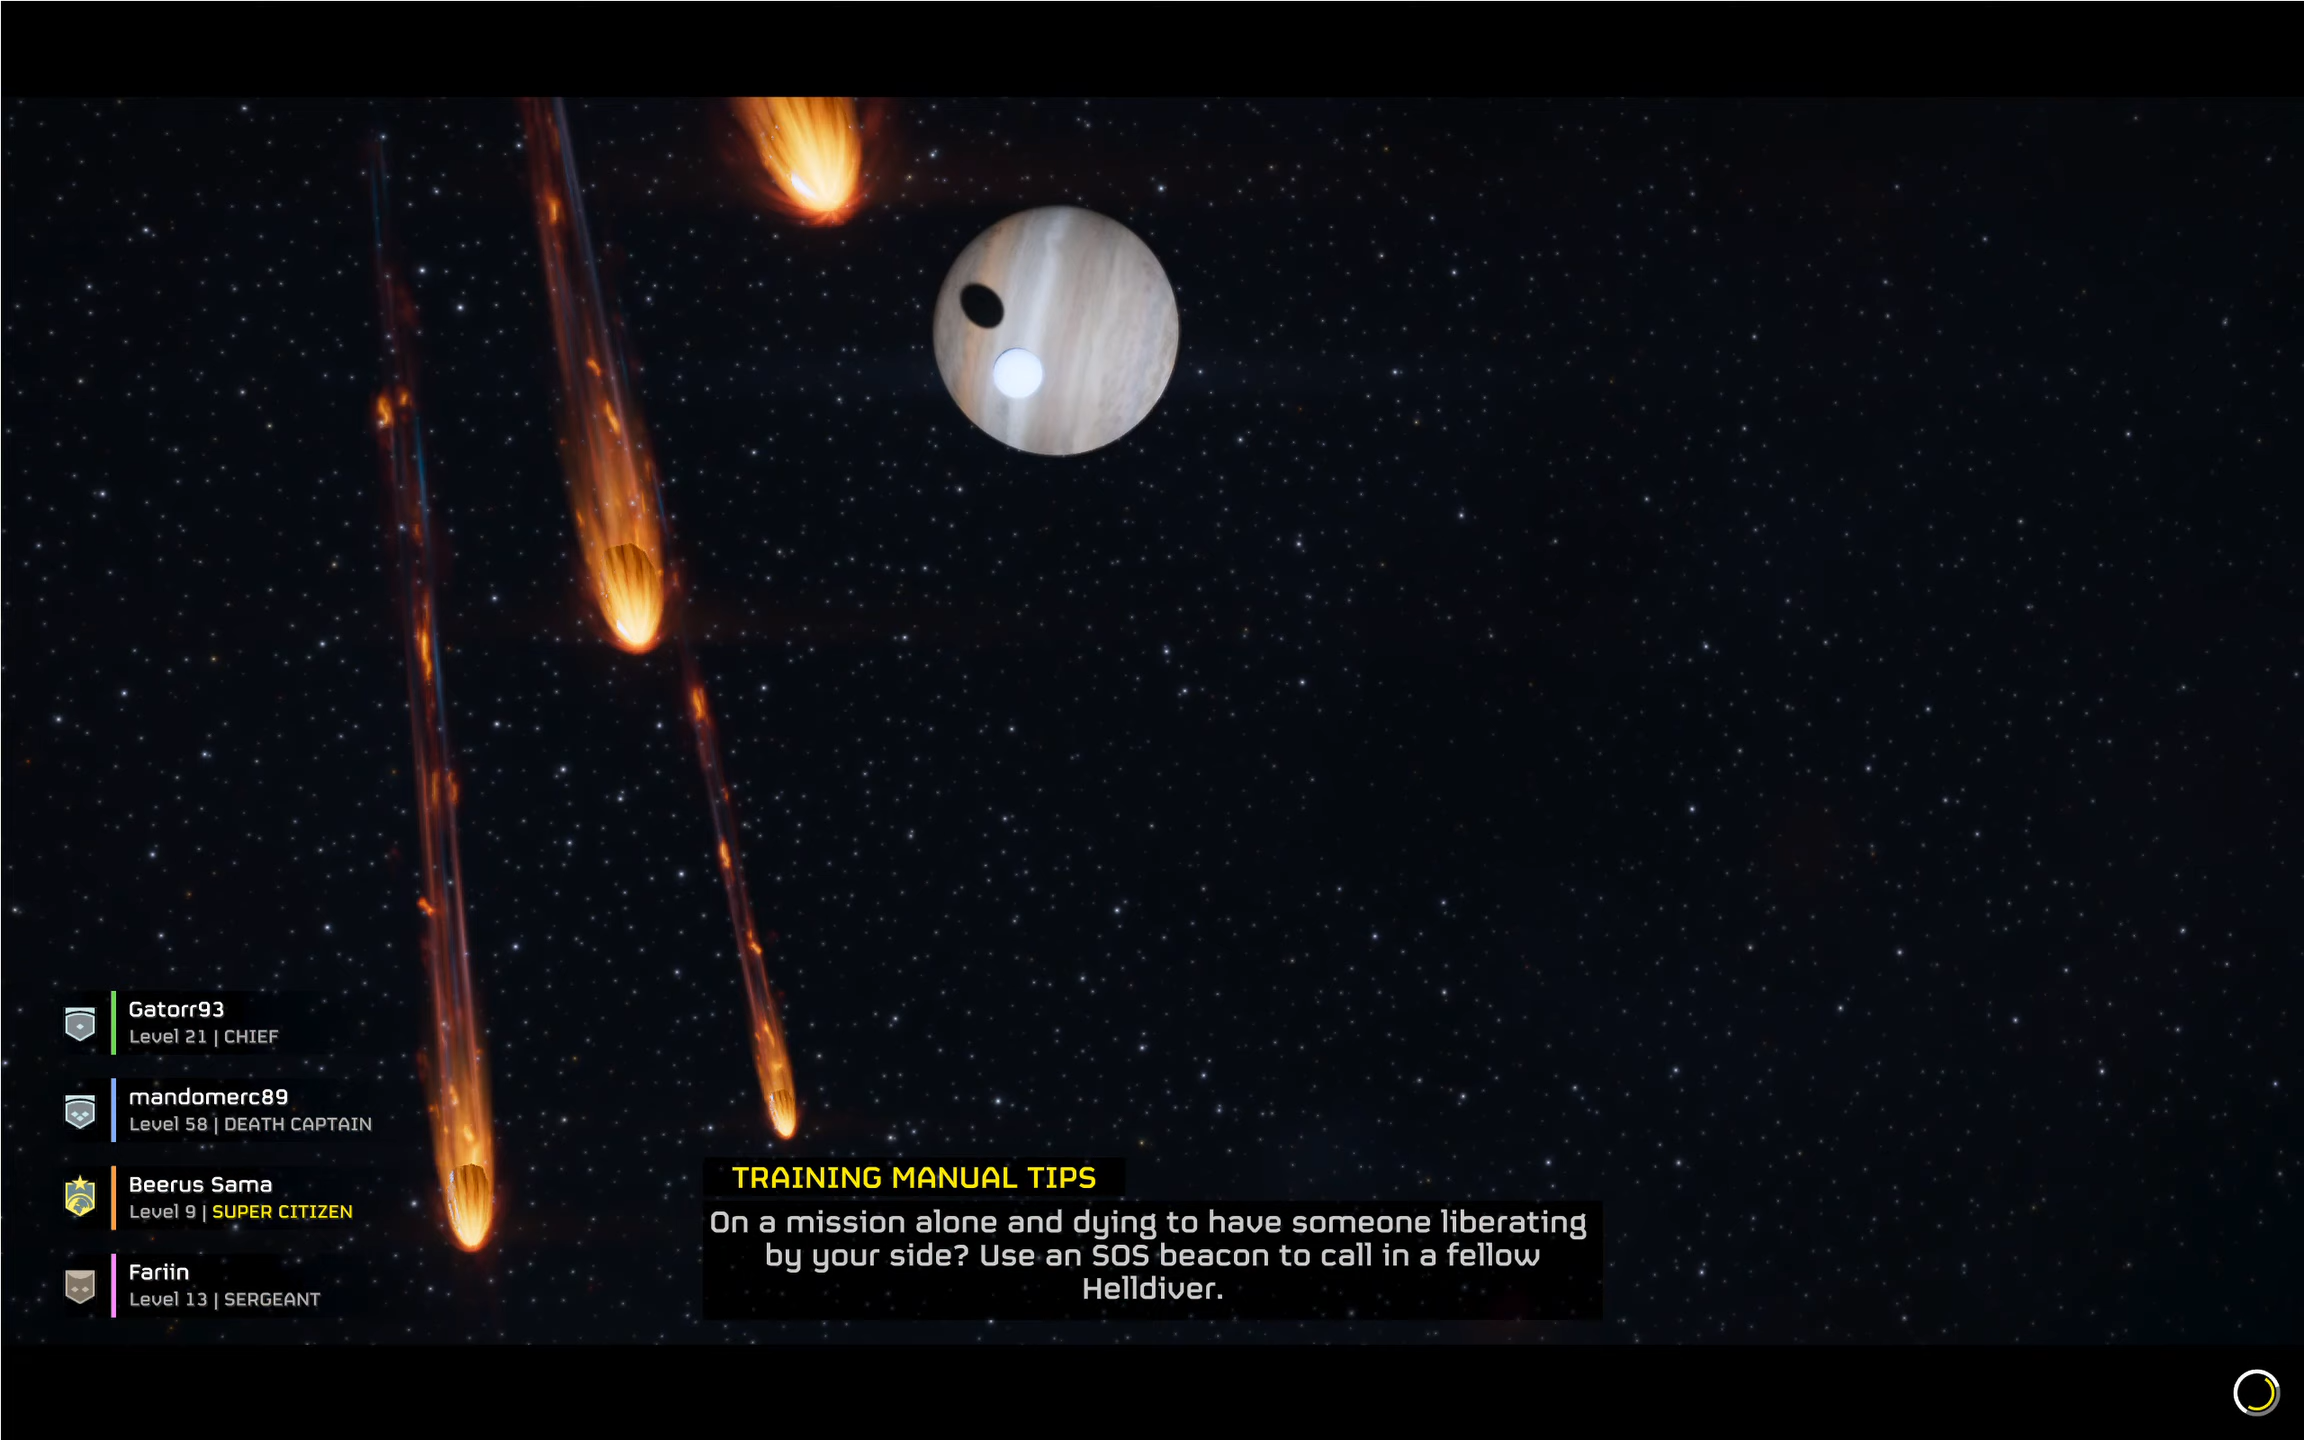 Gatorr93
Level 21 | CHIEF
mandomerc89
Level 58 | DEATH CAPTAIN
Beerus Sama
Level 9 | SUPER CITIZEN
Fariin
Level 13 | SERGEANT
TRAINING MANUAL TIPS
On a mission alone and dying to have someone liberating
by your side? Use an SOS beacon to call in a fellow
Helldiver.